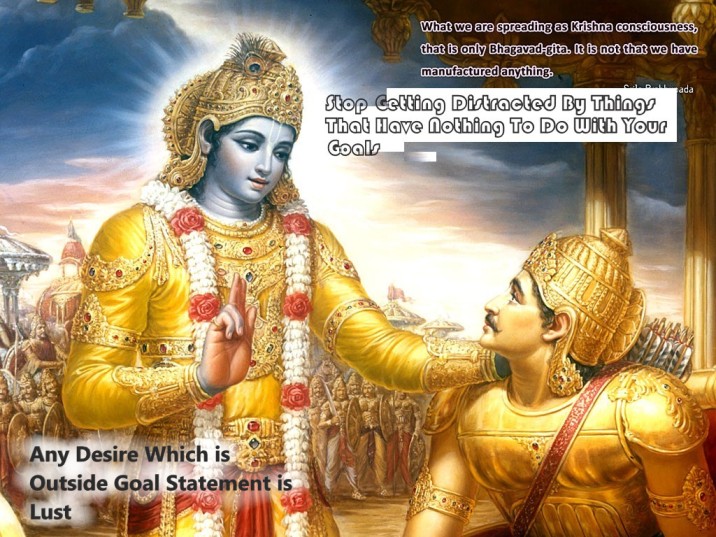 What we are spreading as Krishna consciousness,
that is only Bhagavad-gita. It is not that we have
manufactured anything.
Stop Getting Distracted By Things
That Have Nothing To Do With Your
Goals
Any Desire Which is
Outside Goal Statement is
Lust